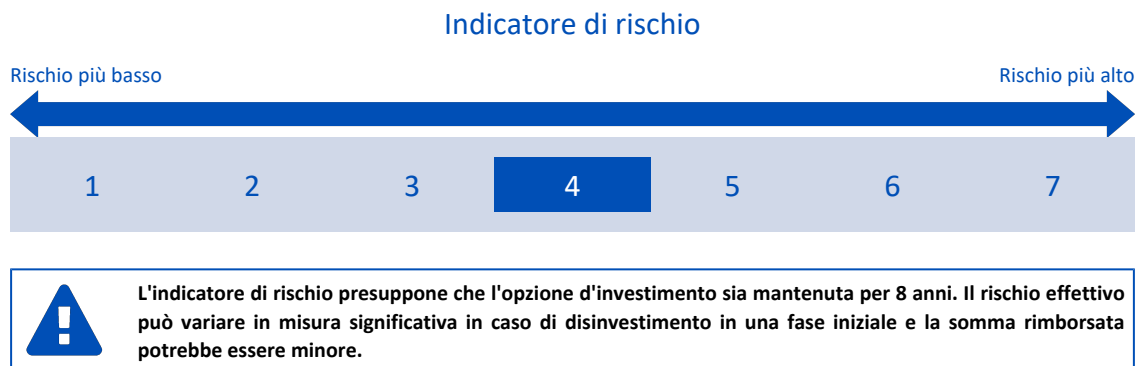 Indicatore di rischio
Rischio più basso
Rischio più alto
1 2 3 4 5 6 7
L'indicatore di rischio presuppone che l'opzione d'investimento sia mantenuta per 8 anni. Il rischio effettivo
può variare in misura significativa in caso di disinvestimento in una fase iniziale e la somma rimborsata
potrebbe essere minore.